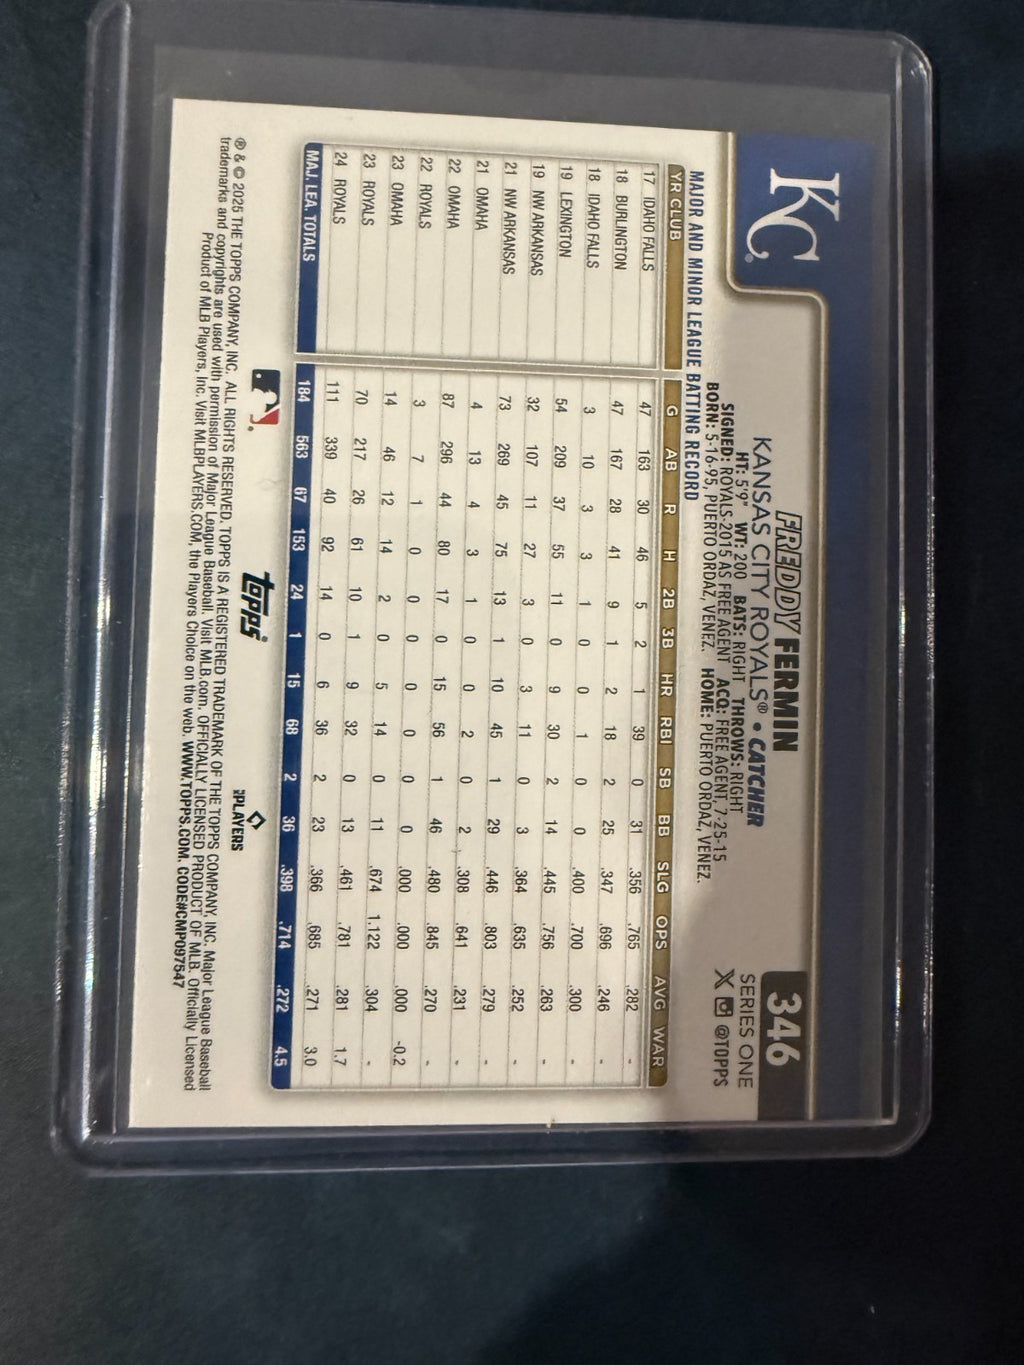 KC®
346
SERIES ONE
X @TOPPS
FREDDY FERMIN
KANSAS CITY ROYALS® • CATCHER
HT: 5'9" WT: 200 BATS: RIGHT THROWS: RIGHT
SIGNED: ROYALS-2015 AS FREE AGENT ACQ: FREE AGENT, 7-25-15
BORN: 5-16-95, PUERTO ORDAZ, VENEZ. HOME: PUERTO ORDAZ, VENEZ.
MAJOR AND MINOR LEAGUE BATTING RECORD
YR CLUB G AB R H 2B 3B HR RBI SB BB SLG OPS AVG WAR
17 IDAHO FALLS 47 163 30 46 5 2 1 39 0 31 .356 .765 .282 -
18 BURLINGTON 47 167 28 41 9 1 2 18 2 25 .347 .696 .246 -
18 IDAHO FALLS 3 10 3 3 1 0 0 1 0 0 .400 .700 .300 -
19 LEXINGTON 54 209 37 55 11 0 9 30 2 14 .445 .756 .263 -
19 NW ARKANSAS 32 107 11 27 3 0 3 11 0 3 .364 .635 .252 -
21 NW ARKANSAS 73 269 45 75 13 1 10 45 1 29 .446 .803 .279 -
21 OMAHA 4 13 4 3 1 0 0 2 0 2 .308 .641 .231 -
22 OMAHA 87 296 44 80 17 0 15 56 1 46 .480 .845 .270 -
22 ROYALS 3 7 1 0 0 0 0 0 0 0 .000 .000 .000 -0.2
23 OMAHA 14 46 12 14 2 0 5 14 0 11 .674 1.122 .304 -
23 ROYALS 70 217 26 61 10 1 9 32 0 13 .461 .781 .281 1.7
24 ROYALS 111 339 40 92 14 0 6 36 2 23 .366 .685 .271 3.0
MAJ. LEA. TOTALS 184 563 67 153 24 1 15 68 2 36 .398 .714 .272 4.5
topps
PLAYERS
® & © 2025 THE TOPPS COMPANY, INC. ALL RIGHTS RESERVED. TOPPS IS A REGISTERED TRADEMARK OF THE TOPPS COMPANY, INC. Major League Baseball
trademarks and copyrights are used with permission of Major League Baseball. Visit MLB.com. OFFICIALLY LICENSED PRODUCT OF MLB. Officially Licensed
Product of MLB Players, Inc. Visit MLBPLAYERS.COM, the Players Choice on the web. WWW.TOPPS.COM. CODE#CMP097547